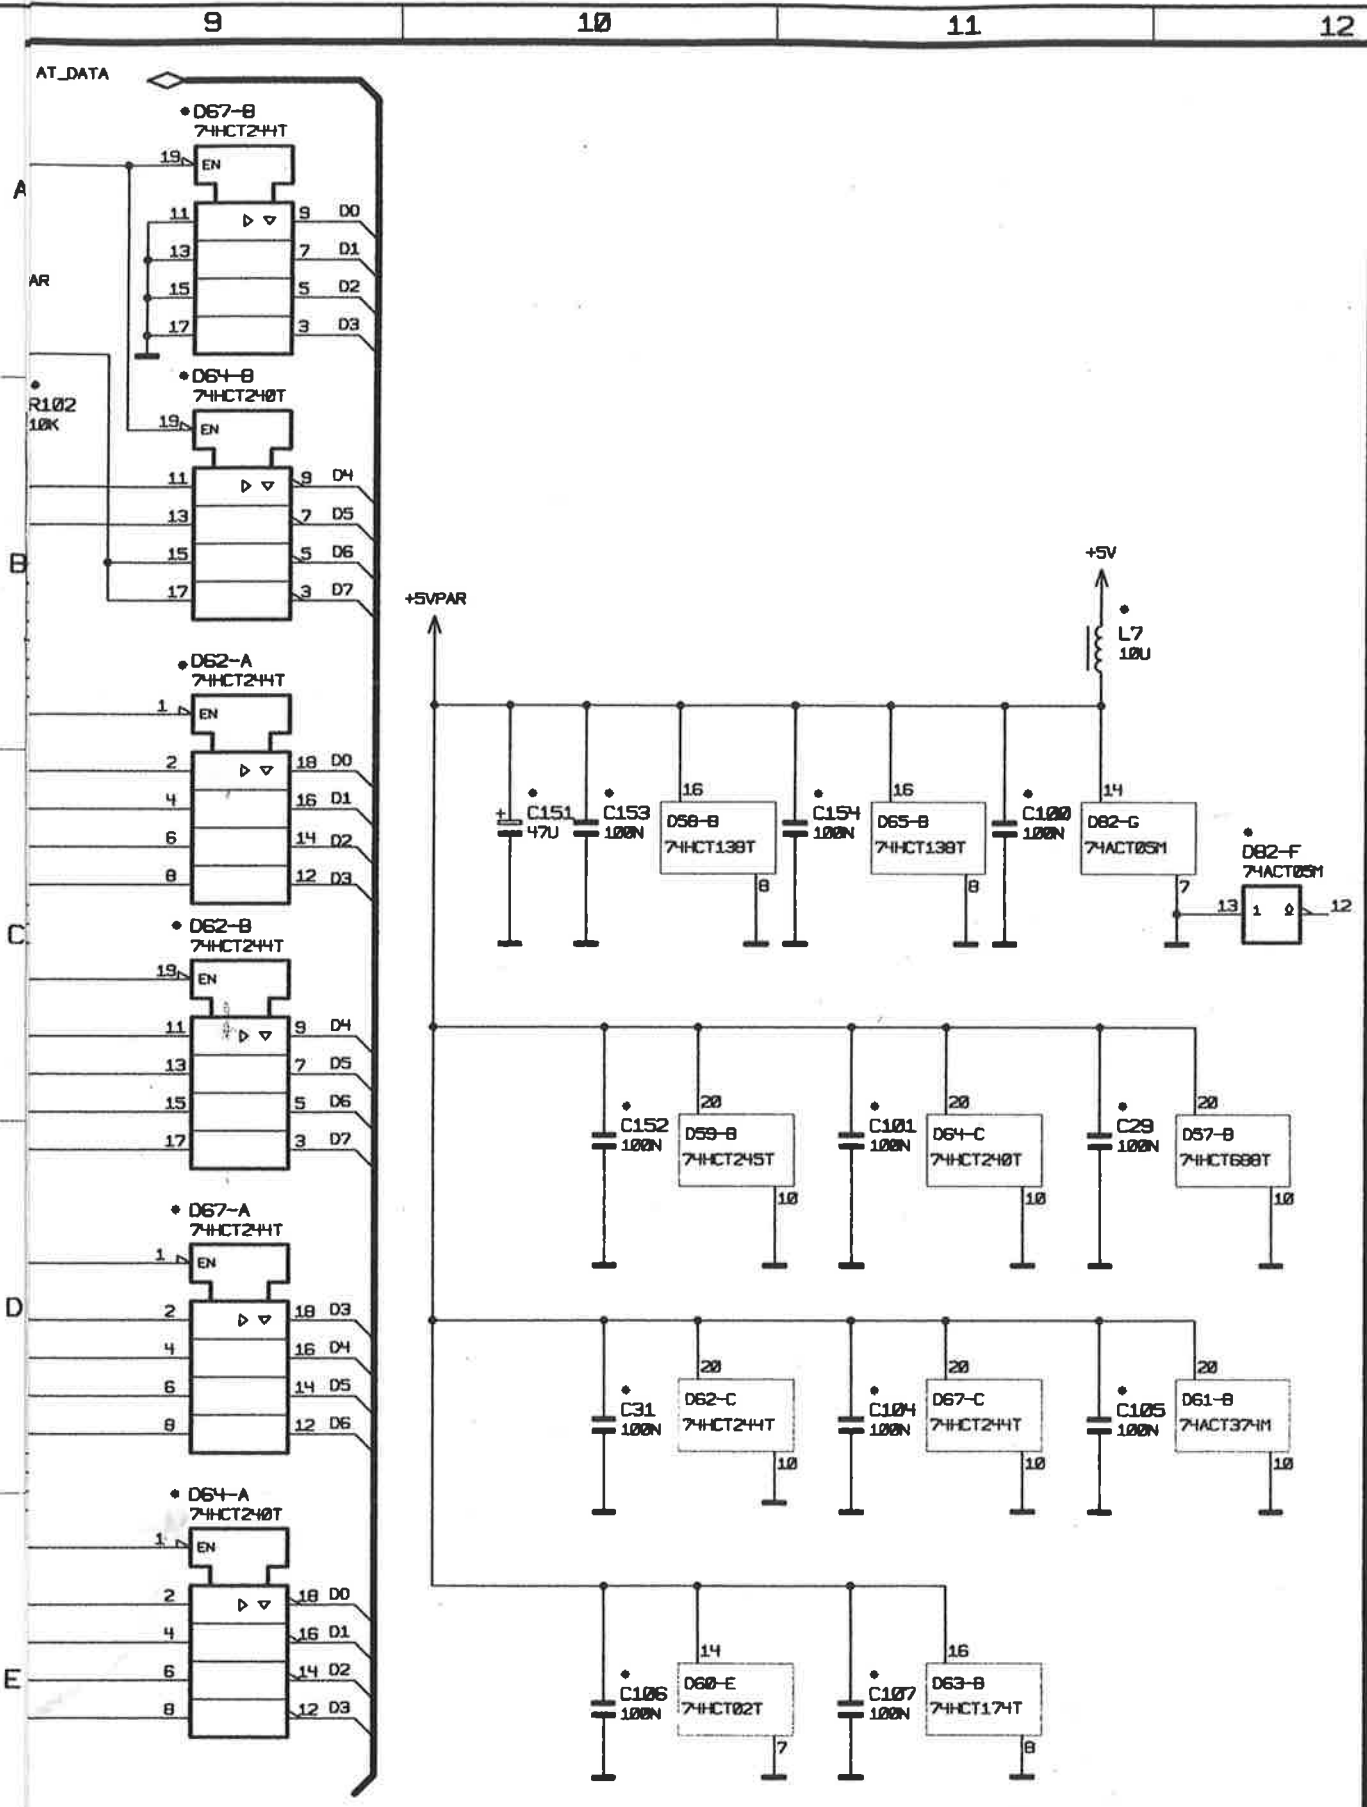 9 10 11 12
AT_DATA
A
D67-B
74HCT244T
19 EN
11 9 D0
13 7 D1
15 5 D2
17 3 D3
AR
R102
10K
D64-B
74HCT240T
19 EN
11 9 D4
13 7 D5
15 5 D6
17 3 D7
B
D62-A
74HCT244T
1 EN
2 18 D0
4 16 D1
6 14 D2
8 12 D3
C
D62-B
74HCT244T
19 EN
11 9 D4
13 7 D5
15 5 D6
17 3 D7
D67-A
74HCT244T
1 EN
D
2 18 D3
4 16 D4
6 14 D5
8 12 D6
D64-A
74HCT240T
1 EN
2 18 D0
4 16 D1
E
6 14 D2
8 12 D3
+5VPAR
+5V
L7
10U
+
C151
47U
C153
100N
16
D58-B
74HCT138T
8
C154
100N
16
D65-B
74HCT138T
8
C100
100N
14
D82-G
74ACT05M
7
D82-F
74ACT05M
13 1 12
C152
100N
20
D59-B
74HCT245T
10
C101
100N
20
D64-C
74HCT240T
10
C29
100N
20
D57-B
74HCT688T
10
C31
100N
20
D62-C
74HCT244T
10
C104
100N
20
D67-C
74HCT244T
10
C105
100N
20
D61-B
74ACT374M
10
C106
100N
14
D60-E
74HCT02T
7
C107
100N
16
D63-B
74HCT174T
8